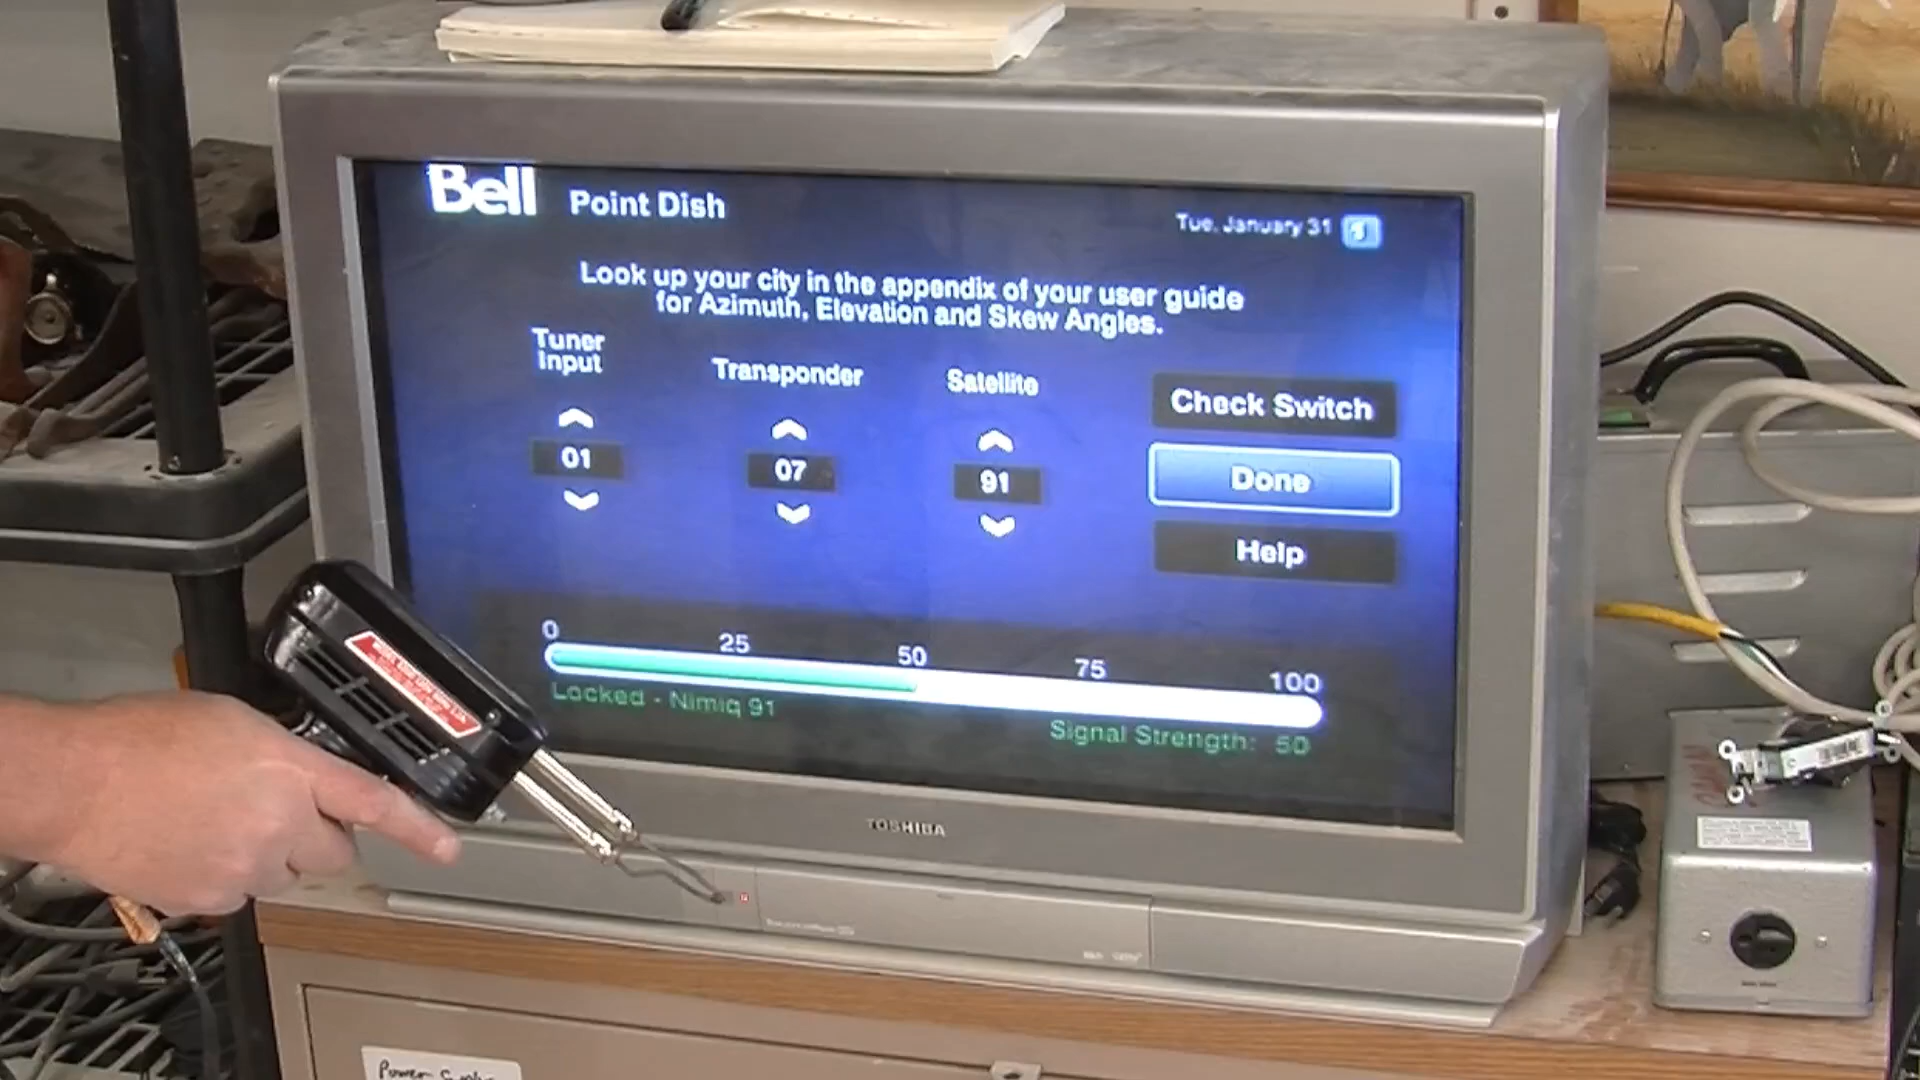 Bell
Point Dish
Tue, January 31
Look up your city in the appendix of your user guide
for Azimuth, Elevation and Skew Angles.
Tuner
Input
Transponder
Satellite
01
07
91
Check Switch
Done
Help
0
25
50
75
100
Locked - Nimiq 91
Signal Strength: 50
TOSHIBA
Power